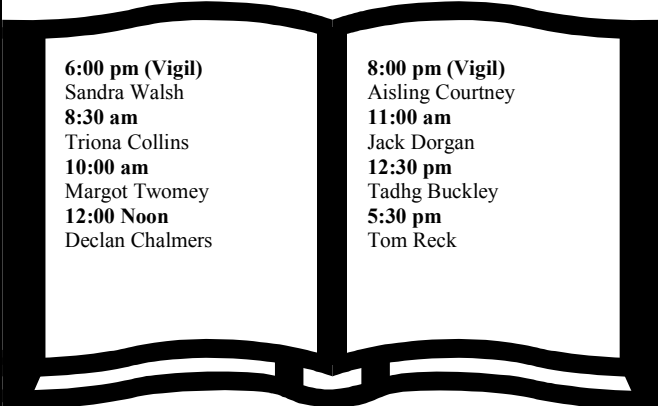 6:00 pm (Vigil)
Sandra Walsh
8:30 am
Triona Collins
10:00 am
Margot Twomey
12:00 Noon
Declan Chalmers
8:00 pm (Vigil)
Aisling Courtney
11:00 am
Jack Dorgan
12:30 pm
Tadhg Buckley
5:30 pm
Tom Reck